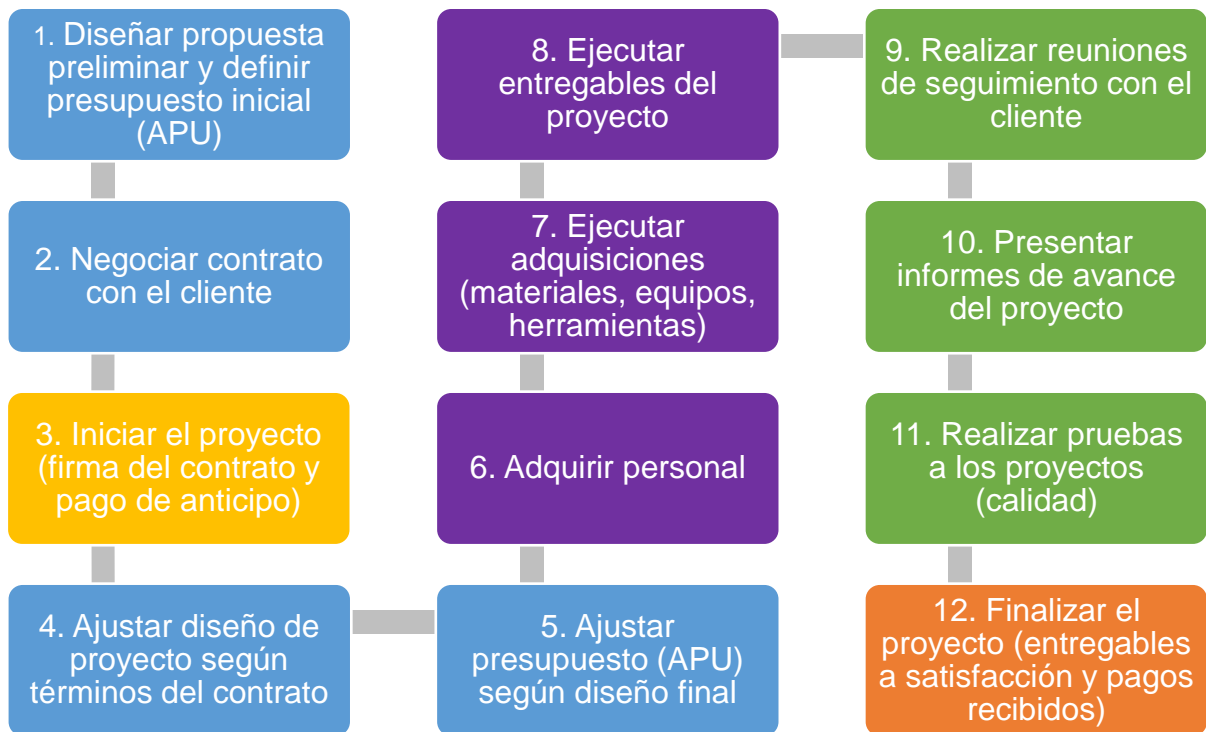 1. Diseñar propuesta
preliminar y definir
presupuesto inicial
(APU)
2. Negociar contrato
con el cliente
3. Iniciar el proyecto
(firma del contrato y
pago de anticipo)
4. Ajustar diseño de
proyecto según
términos del contrato
5. Ajustar
presupuesto (APU)
según diseño final
6. Adquirir personal
7. Ejecutar
adquisiciones
(materiales, equipos,
herramientas)
8. Ejecutar
entregables del
proyecto
9. Realizar reuniones
de seguimiento con el
cliente
10. Presentar
informes de avance
del proyecto
11. Realizar pruebas
a los proyectos
(calidad)
12. Finalizar el
proyecto (entregables
a satisfacción y pagos
recibidos)